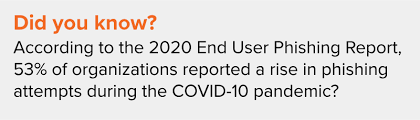 Did you know?
According to the 2020 End User Phishing Report,
53% of organizations reported a rise in phishing
attempts during the COVID-10 pandemic?